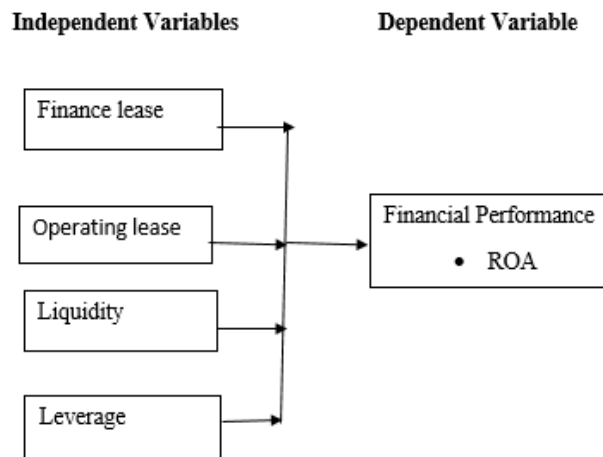 Independent Variables
Dependent Variable
Finance lease
Operating lease
Liquidity
Leverage
Financial Performance
• ROA